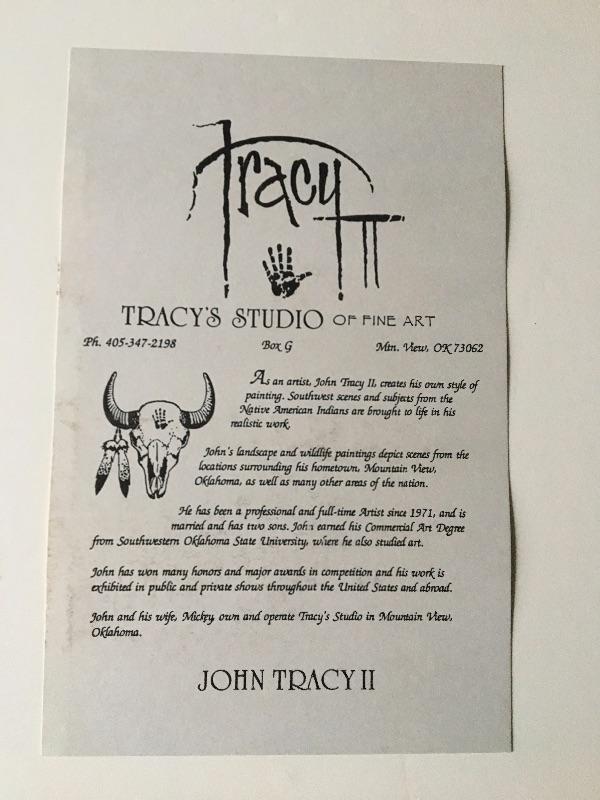 Tracy II
TRACY'S STUDIO OF FINE ART
Ph. 405-347-2198 Box G Mtn. View, OK 73062
As an artist, John Tracy II, creates his own style of
painting. Southwest scenes and subjects from the
Native American Indians are brought to life in his
realistic work.
John's landscape and wildlife paintings depict scenes from the
locations surrounding his hometown, Mountain View,
Oklahoma, as well as many other areas of the nation.
He has been a professional and full-time Artist since 1971, and is
married and has two sons. John earned his Commercial Art Degree
from Southwestern Oklahoma State University, where he also studied art.
John has won many honors and major awards in competition and his work is
exhibited in public and private shows throughout the United States and abroad.
John and his wife, Mickey, own and operate Tracy's Studio in Mountain View,
Oklahoma.
JOHN TRACY II